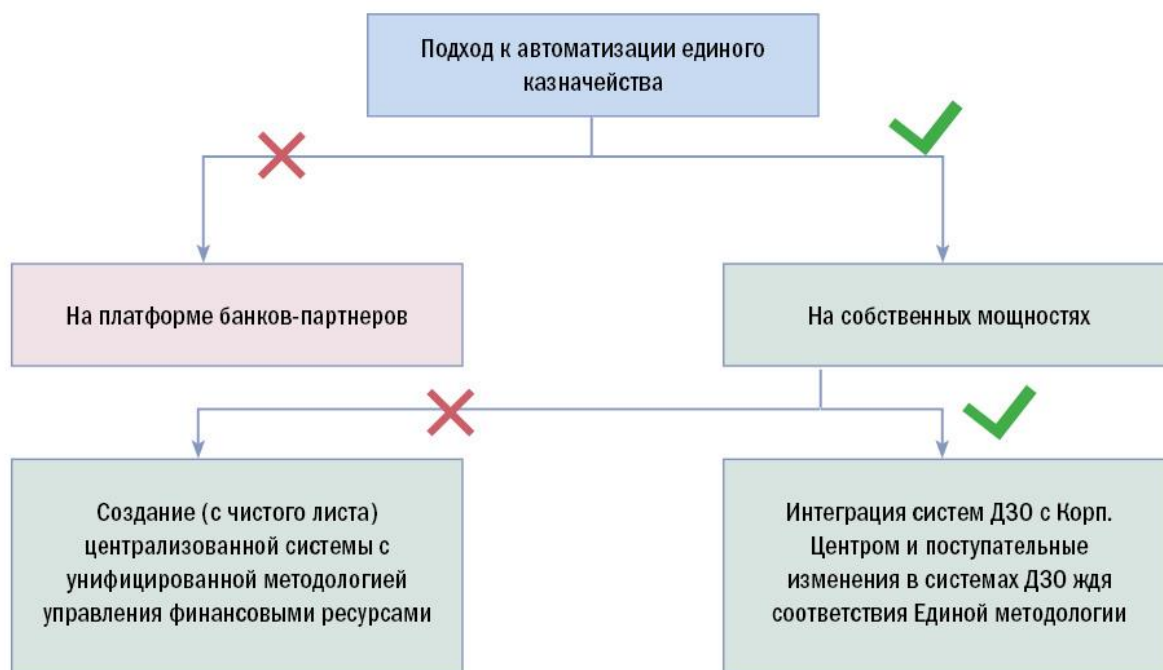 Подход к автоматизации единого
казначейства
На платформе банков-партнеров
На собственных мощностях
Создание (с чистого листа)
централизованной системы с
унифицированной методологией
управления финансовыми ресурсами
Интеграция систем ДЗО с Корп.
Центром и поступательные
изменения в системах ДЗО ждя
соответствия Единой методологии